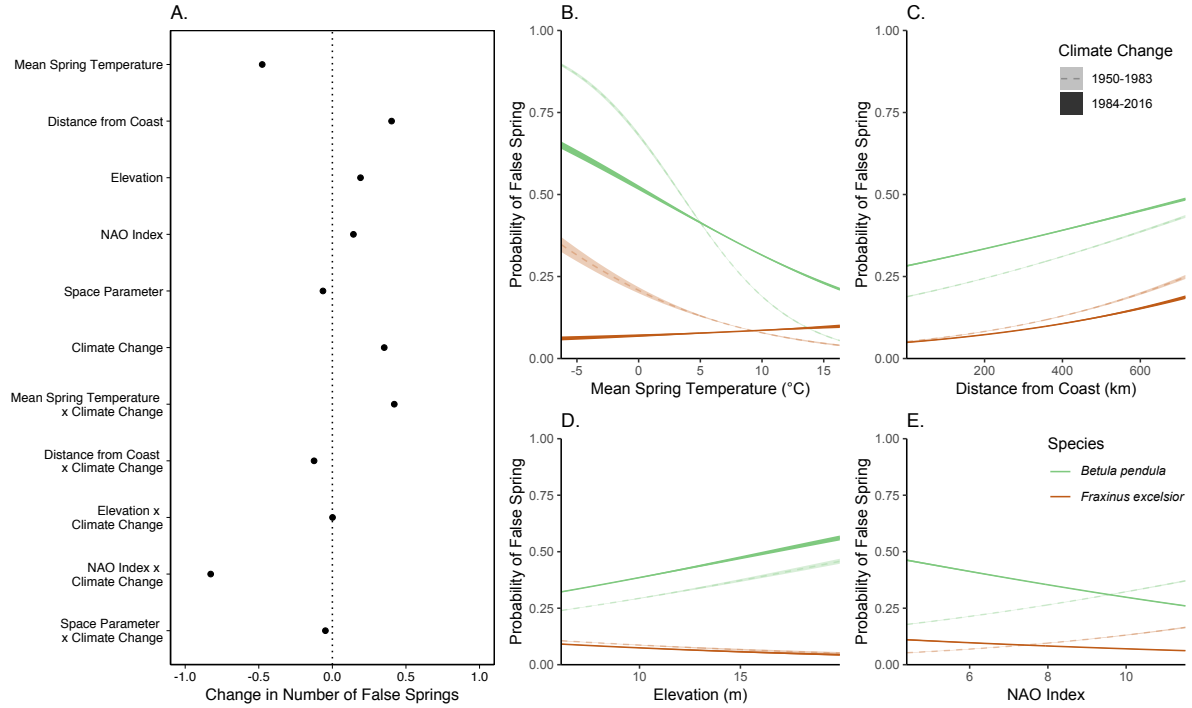 A.
Mean Spring Temperature
Distance from Coast
Elevation
NAO Index
Space Parameter
Climate Change
Mean Spring Temperature
x Climate Change
Distance from Coast
x Climate Change
Elevation x
Climate Change
NAO Index x
Climate Change
Space Parameter
x Climate Change
-1.0 -0.5 0.0 0.5 1.0
Change in Number of False Springs
B.
Probability of False Spring
1.00
0.75
0.50
0.25
0.00
-5 0 5 10 15
Mean Spring Temperature (°C)
C.
Probability of False Spring
1.00
0.75
0.50
0.25
0.00
200 400 600
Distance from Coast (km)
Climate Change
1950-1983
1984-2016
D.
Probability of False Spring
1.00
0.75
0.50
0.25
0.00
10 15
Elevation (m)
E.
Probability of False Spring
1.00
0.75
0.50
0.25
0.00
6 8 10
NAO Index
Species
Betula pendula
Fraxinus excelsior